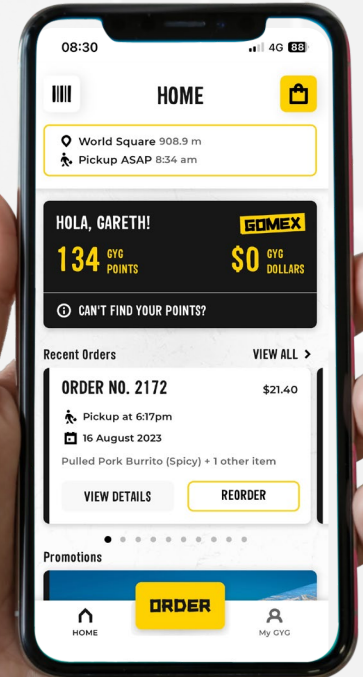 08:30
4G 88
HOME
World Square 908.9 m
Pickup ASAP 8:34 am
HOLA, GARETH!
GOMEX
134 GYG POINTS
$0 GYG DOLLARS
CAN'T FIND YOUR POINTS?
Recent Orders
VIEW ALL >
ORDER NO. 2172
$21.40
Pickup at 6:17pm
16 August 2023
Pulled Pork Burrito (Spicy) + 1 other item
VIEW DETAILS
REORDER
Promotions
ORDER
HOME
My GYG